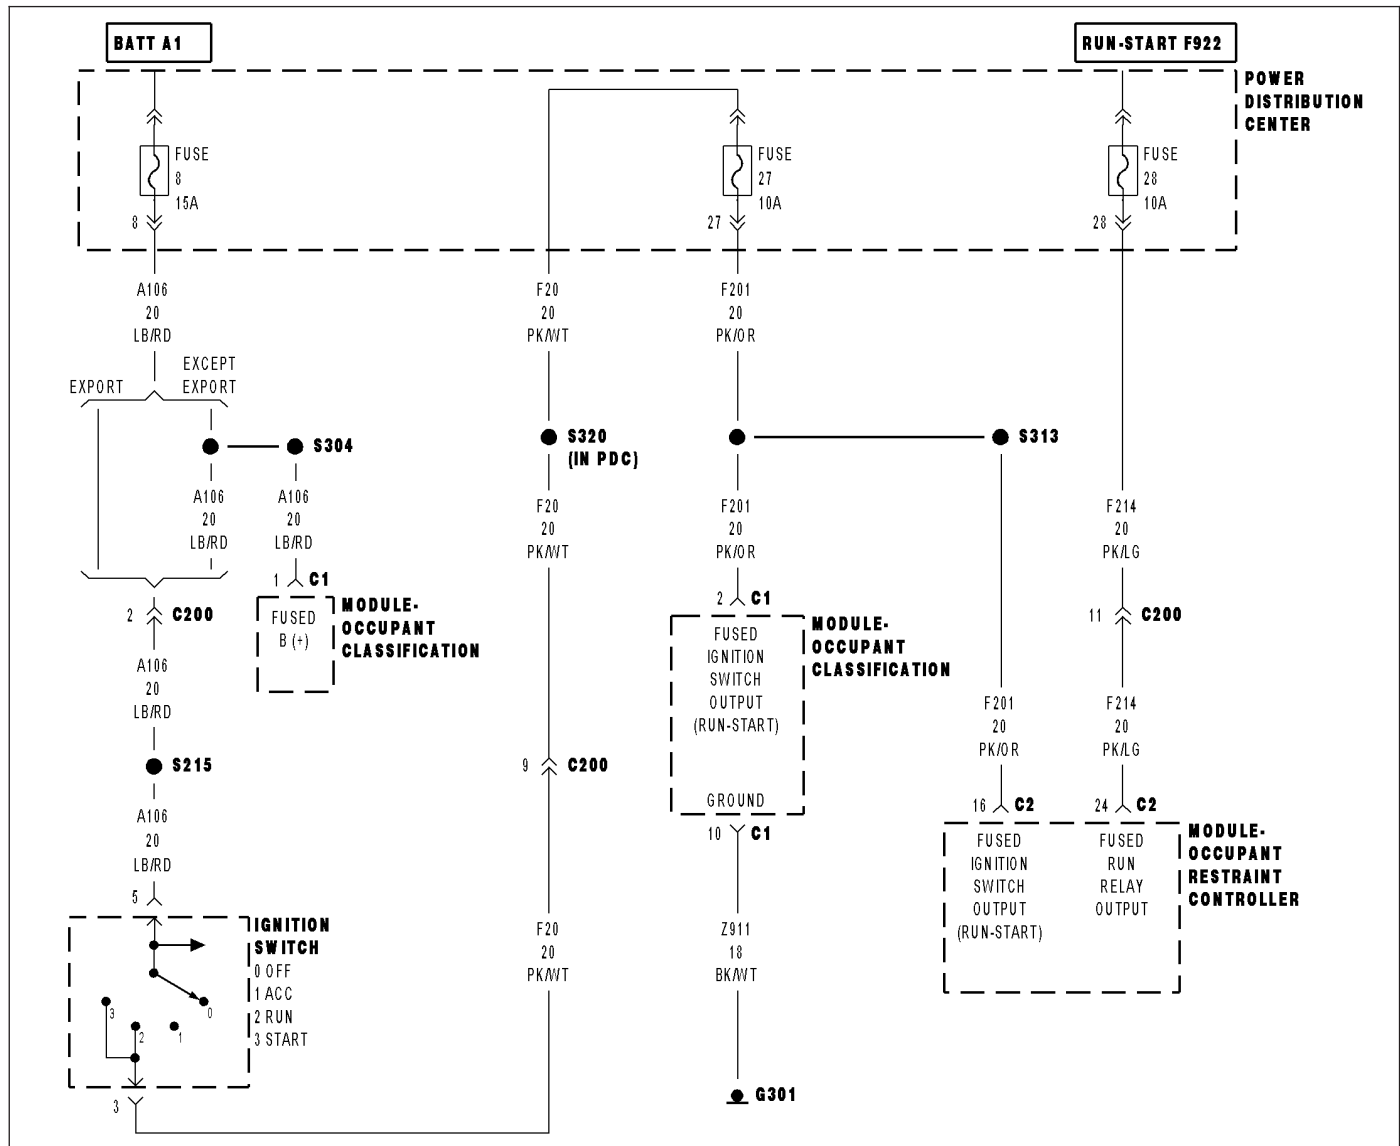 BATT A1
RUN-START F922
POWER
DISTRIBUTION
CENTER
FUSE
8
15A
8
FUSE
27
10A
27
FUSE
28
10A
28
A106
20
LB/RD
F20
20
PK/WT
F201
20
PK/OR
EXPORT
EXCEPT
EXPORT
S304
S320
(IN PDC)
S313
A106
20
LB/RD
A106
20
LB/RD
F20
20
PK/WT
F201
20
PK/OR
F214
20
PK/LG
1
C1
FUSED
B (+)
MODULE-
OCCUPANT
CLASSIFICATION
2
C200
2
C1
FUSED
IGNITION
SWITCH
OUTPUT
(RUN-START)
GROUND
MODULE-
OCCUPANT
CLASSIFICATION
11
C200
A106
20
LB/RD
F201
20
PK/OR
F214
20
PK/LG
S215
9
C200
A106
20
LB/RD
10
C1
16
C2
24
C2
FUSED
IGNITION
SWITCH
OUTPUT
(RUN-START)
FUSED
RUN
RELAY
OUTPUT
MODULE-
OCCUPANT
RESTRAINT
CONTROLLER
5
IGNITION
SWITCH
0 OFF
1 ACC
2 RUN
3 START
3
2
1
0
F20
20
PK/WT
Z911
18
BK/WT
3
G301